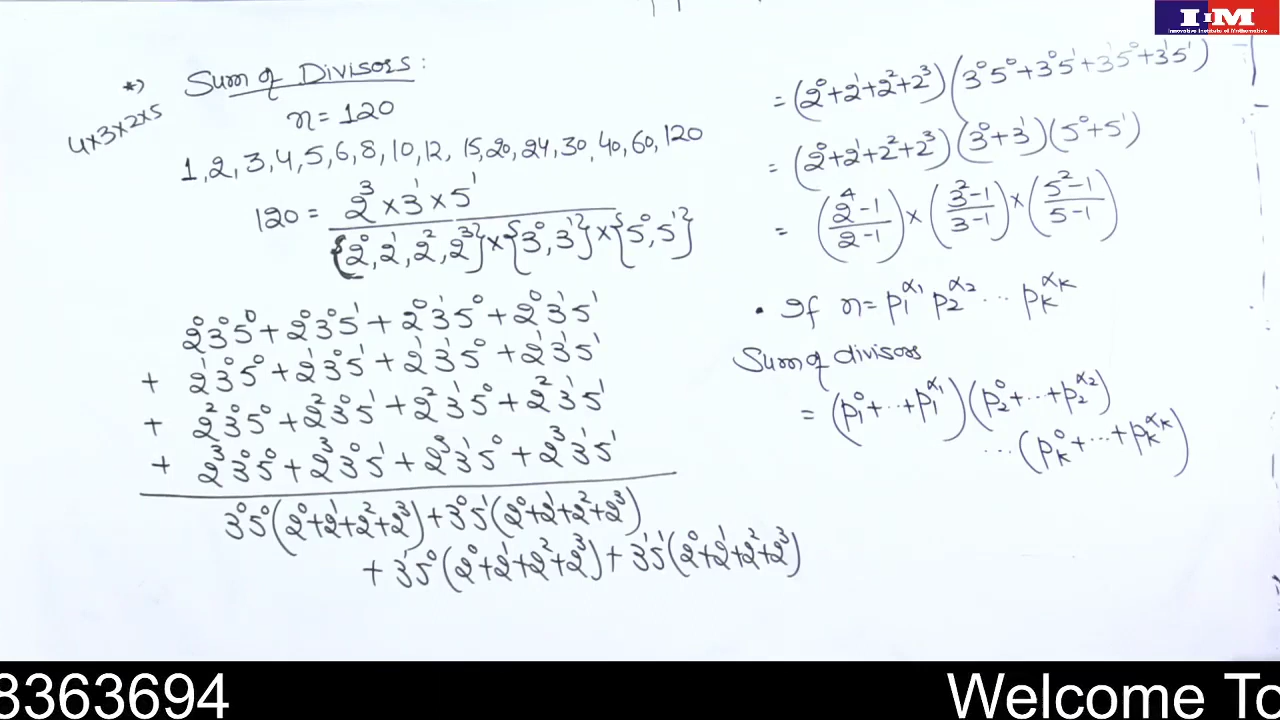 *) Sum of Divisors :
4x3x2x5
n = 120
1, 2, 3, 4, 5, 6, 8, 10, 12, 15, 20, 24, 30, 40, 60, 120
120 = 2³ × 3¹ × 5¹
{2⁰, 2¹, 2², 2³} × {3⁰, 3¹} × {5⁰, 5¹}
2⁰3⁰5⁰ + 2⁰3⁰5¹ + 2⁰3¹5⁰ + 2⁰3¹5¹
+ 2¹3⁰5⁰ + 2¹3⁰5¹ + 2¹3¹5⁰ + 2¹3¹5¹
+ 2²3⁰5⁰ + 2²3⁰5¹ + 2²3¹5⁰ + 2²3¹5¹
+ 2³3⁰5⁰ + 2³3⁰5¹ + 2³3¹5⁰ + 2³3¹5¹
3⁰5⁰(2⁰+2¹+2²+2³) + 3⁰5¹(2⁰+2¹+2²+2³)
+ 3¹5⁰(2⁰+2¹+2²+2³) + 3¹5¹(2⁰+2¹+2²+2³)
= (2⁰+2¹+2²+2³)(3⁰5⁰+3⁰5¹+3¹5⁰+3¹5¹)
= (2⁰+2¹+2²+2³)(3⁰+3¹)(5⁰+5¹)
= (2⁴-1/2-1) × (3²-1/3-1) × (5²-1/5-1)
• If n = p₁^α₁ p₂^α₂ ... pₖ^αₖ
Sum of divisors
= (p₁⁰+...+p₁^α₁)(p₂⁰+...+p₂^α₂)
...(pₖ⁰+...+pₖ^αₖ)
IIM
Innovative Institute of Mathematics
8363694
Welcome To